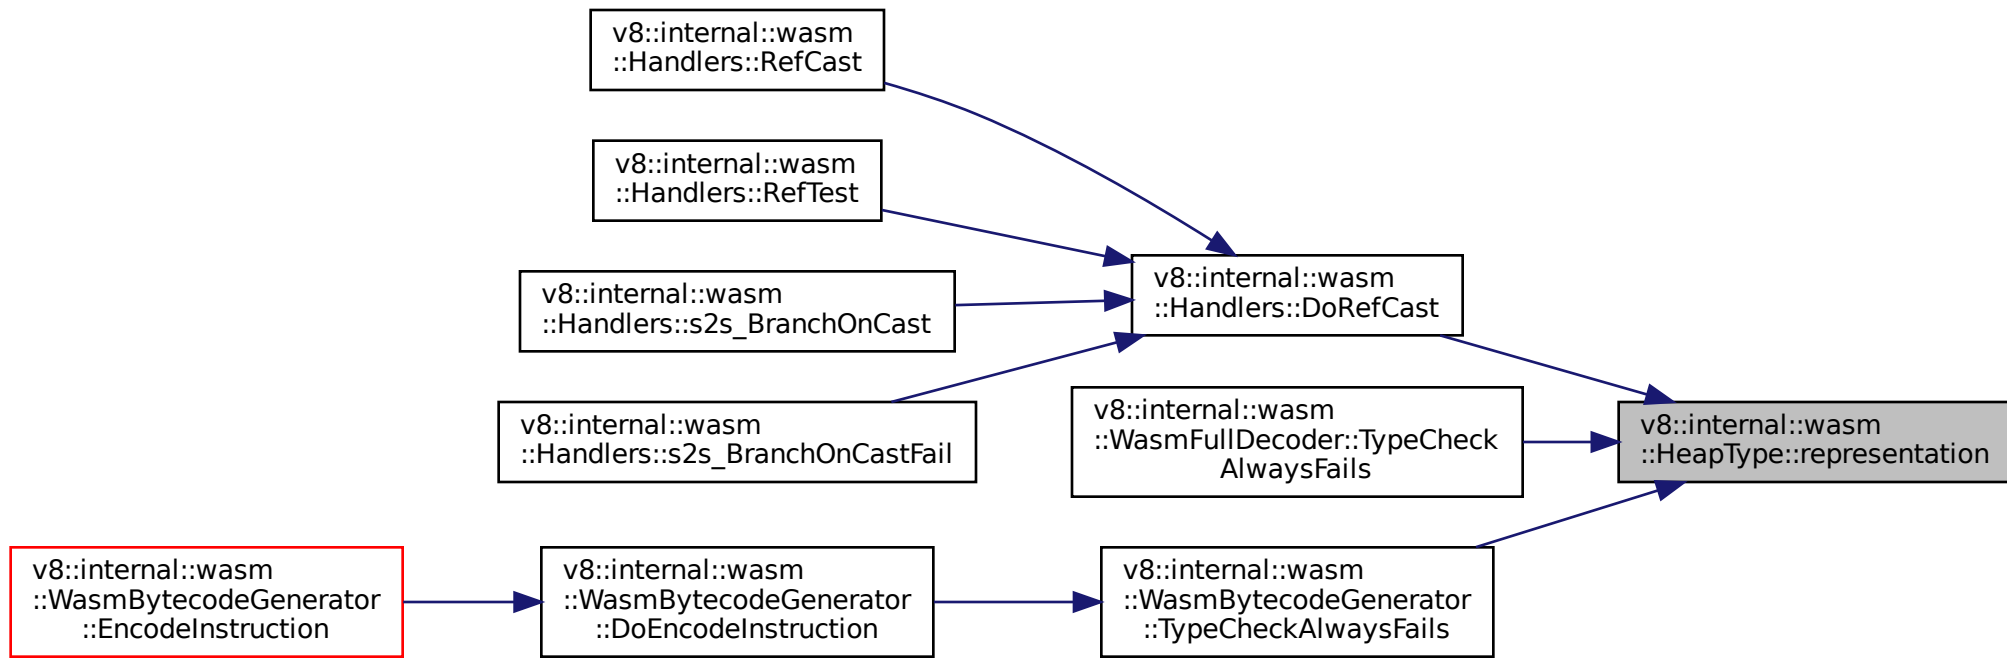 v8::internal::wasm
::Handlers::RefCast
v8::internal::wasm
::Handlers::RefTest
v8::internal::wasm
::Handlers::DoRefCast
v8::internal::wasm
::Handlers::s2s_BranchOnCast
v8::internal::wasm
::WasmFullDecoder::TypeCheck
AlwaysFails
v8::internal::wasm
::Handlers::s2s_BranchOnCastFail
v8::internal::wasm
::HeapType::representation
v8::internal::wasm
::WasmBytecodeGenerator
::EncodeInstruction
v8::internal::wasm
::WasmBytecodeGenerator
::DoEncodeInstruction
v8::internal::wasm
::WasmBytecodeGenerator
::TypeCheckAlwaysFails